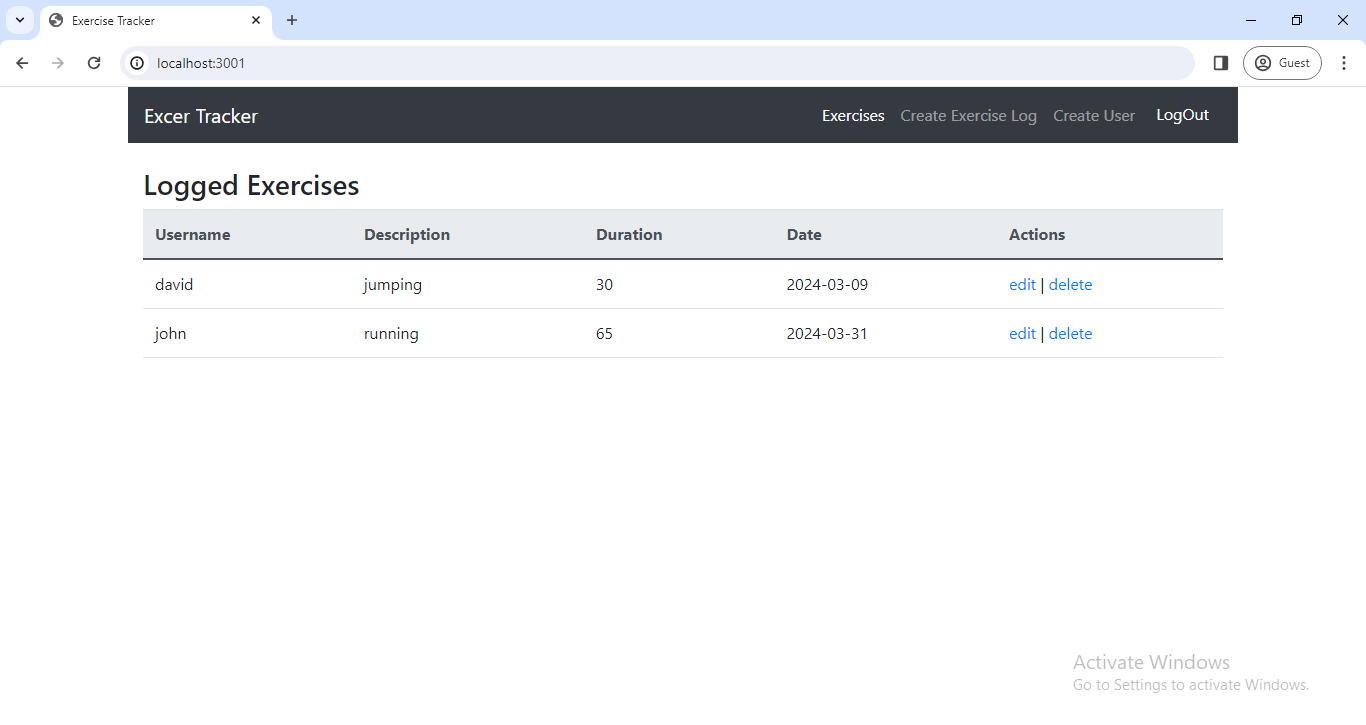 Exercise Tracker
localhost:3001
Guest
Excer Tracker Exercises Create Exercise Log Create User LogOut
Logged Exercises
Username Description Duration Date Actions
david jumping 30 2024-03-09 edit | delete
john running 65 2024-03-31 edit | delete
Activate Windows
Go to Settings to activate Windows.